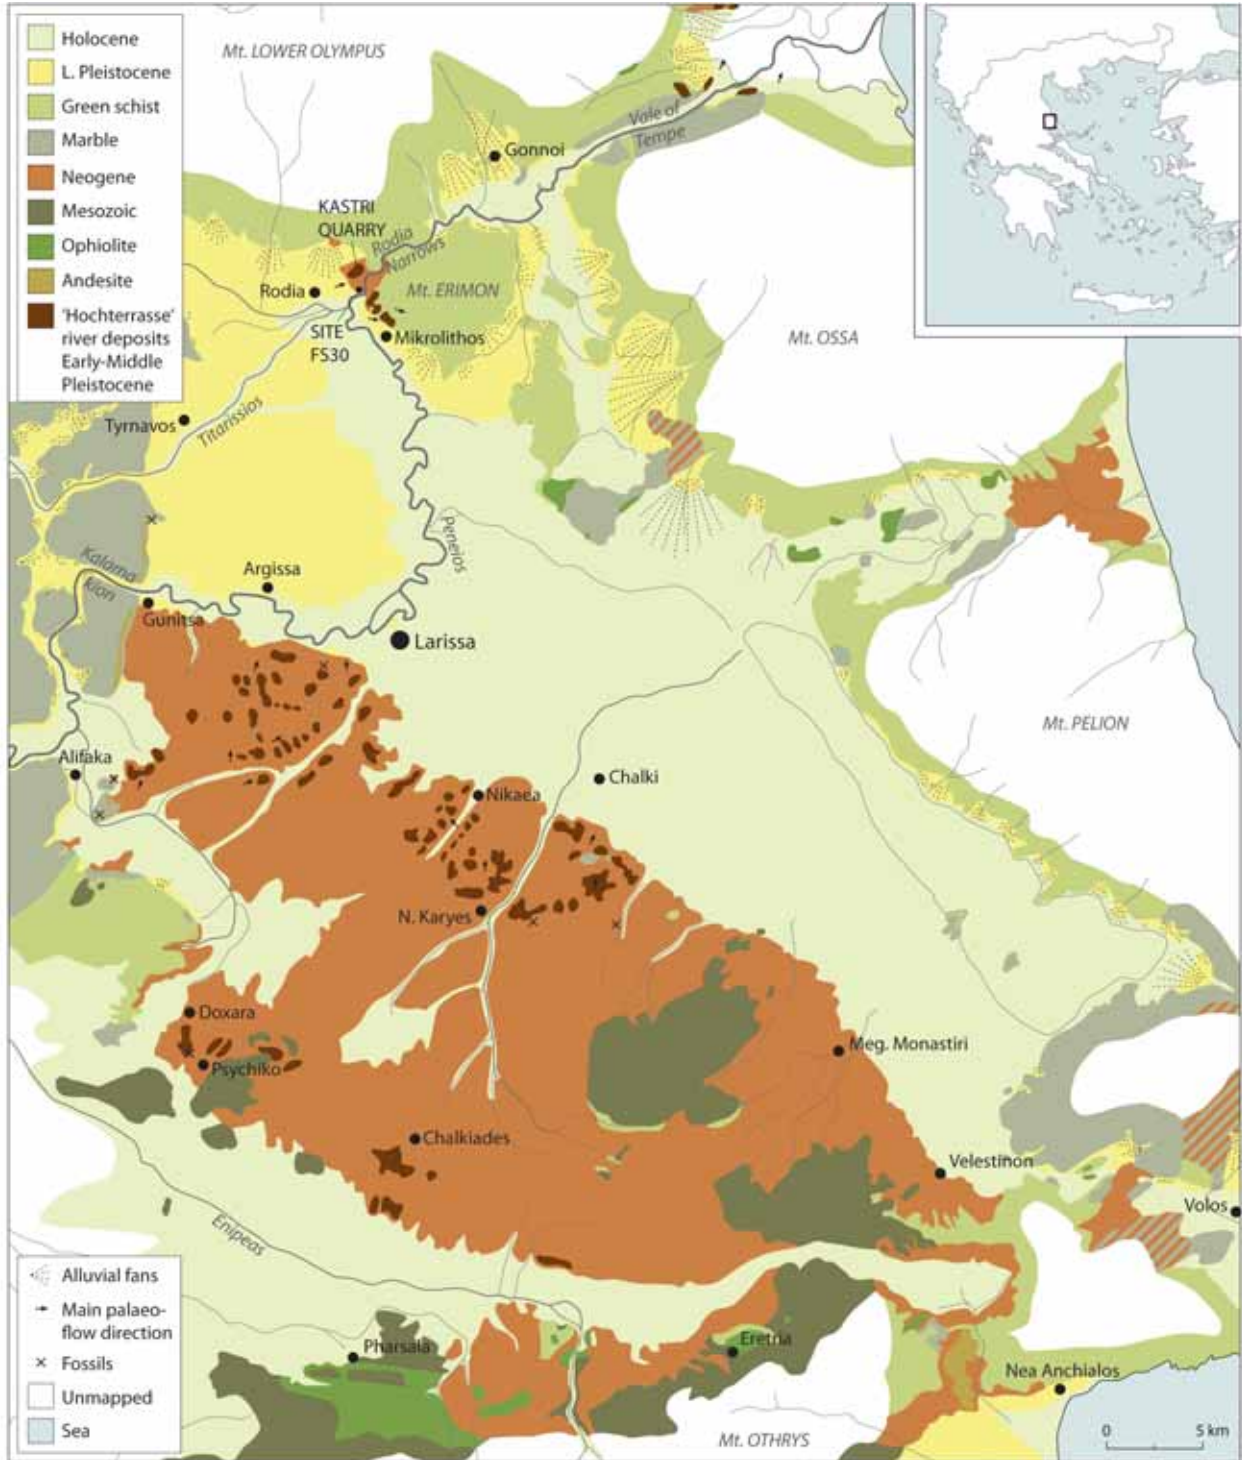 Holocene
L. Pleistocene
Green schist
Marble
Neogene
Mesozoic
Ophiolite
Andesite
'Hochterrasse'
river deposits
Early-Middle
Pleistocene
Mt. LOWER OLYMPUS
Vale of
Tempe
Gonnoi
KASTRI
QUARRY
Rodia
Narrows
Mt. ERIMON
Rodia
SITE
FS30
Mikrolithos
Mt. OSSA
Tyrnavos
Titarissios
Peneios
Kalama
kion
Argissa
Gunitsa
Larissa
Mt. PELION
Alifaka
Chalki
Nikaea
N. Karyes
Doxara
Psychiko
Meg. Monastiri
Chalkiades
Velestinon
Volos
Enipeas
Alluvial fans
Main palaeo-
flow direction
Fossils
Unmapped
Sea
Pharsala
Eretria
Nea Anchialos
Mt. OTHRYS
0 5 km